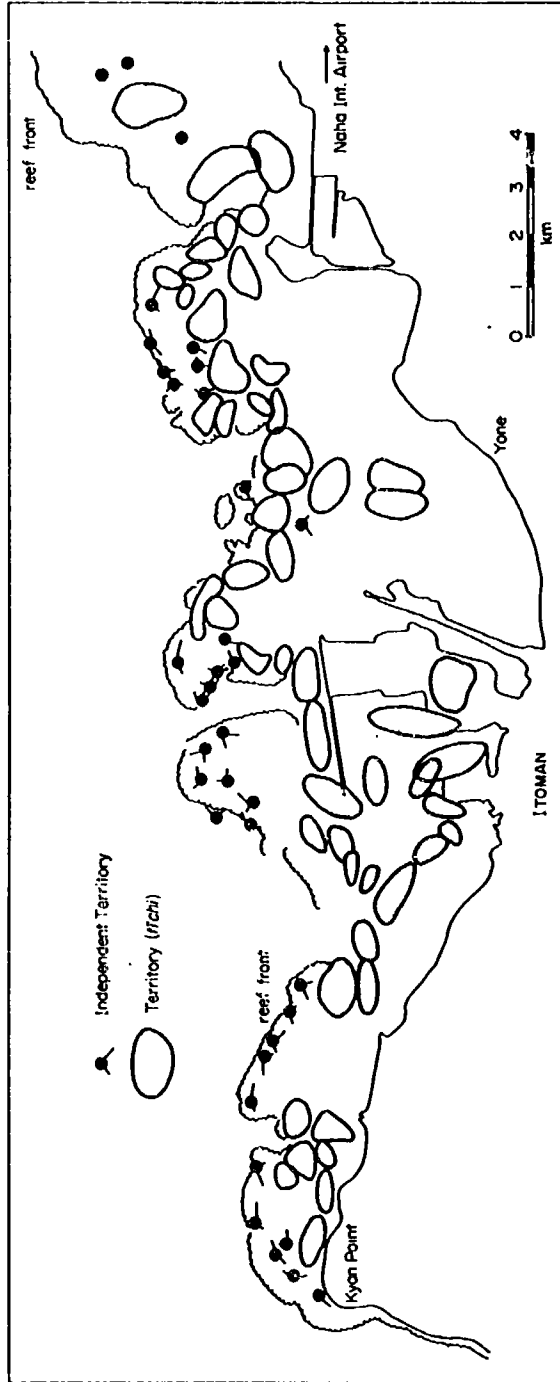 reef front
Naha Int. Airport
0 1 2 3 4
km
Yone
Independent Territory
Territory (fichi)
reef front
ITOMAN
Kyan Point